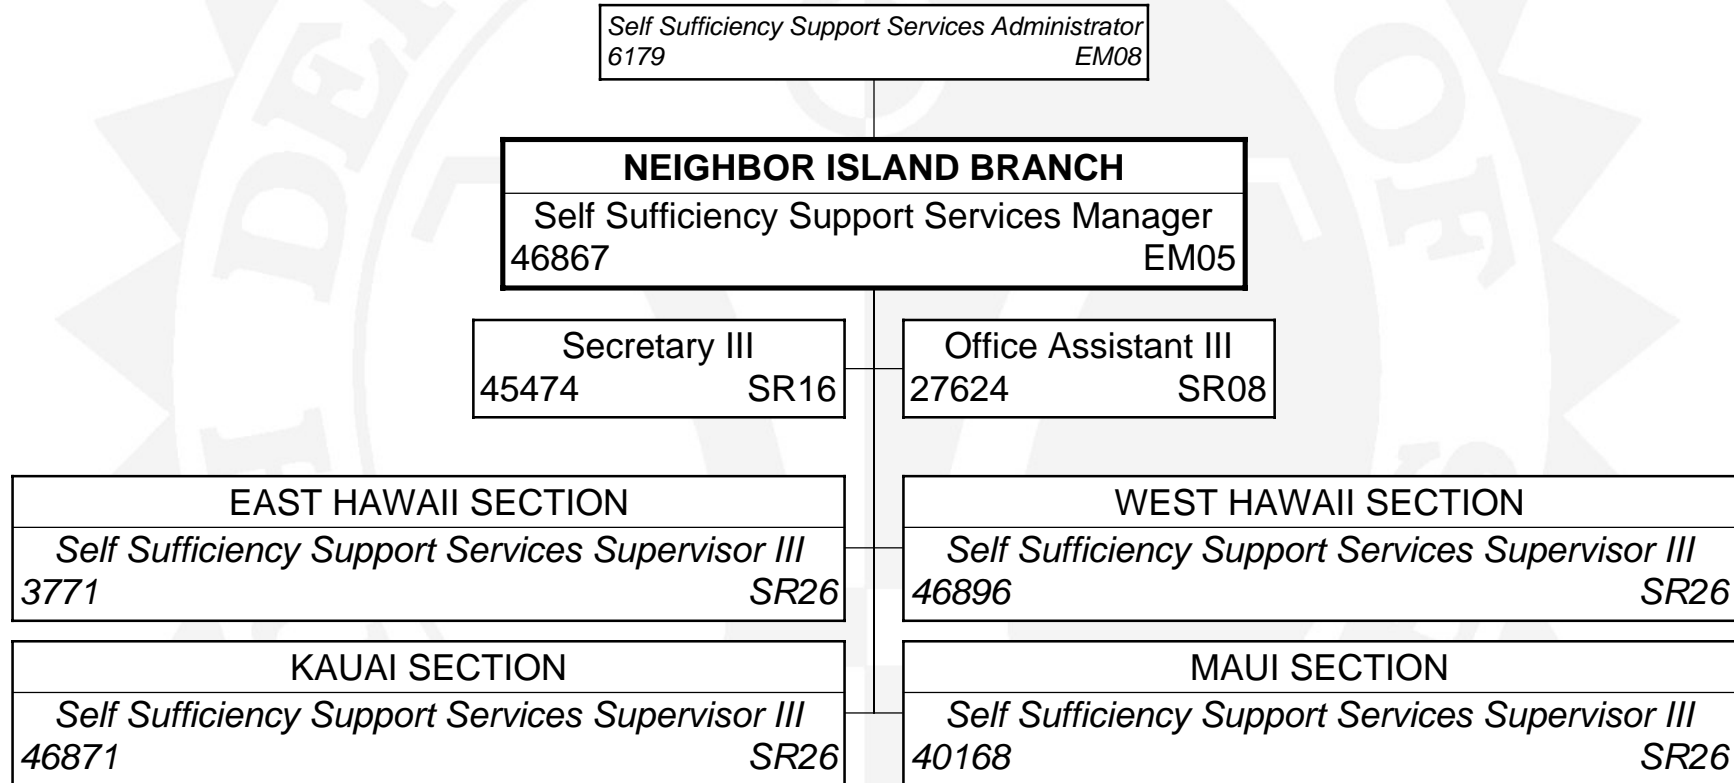 Self Sufficiency Support Services Administrator
6179 EM08
NEIGHBOR ISLAND BRANCH
Self Sufficiency Support Services Manager
46867 EM05
Secretary III
45474 SR16
Office Assistant III
27624 SR08
EAST HAWAII SECTION
Self Sufficiency Support Services Supervisor III
3771 SR26
WEST HAWAII SECTION
Self Sufficiency Support Services Supervisor III
46896 SR26
KAUAI SECTION
Self Sufficiency Support Services Supervisor III
46871 SR26
MAUI SECTION
Self Sufficiency Support Services Supervisor III
40168 SR26